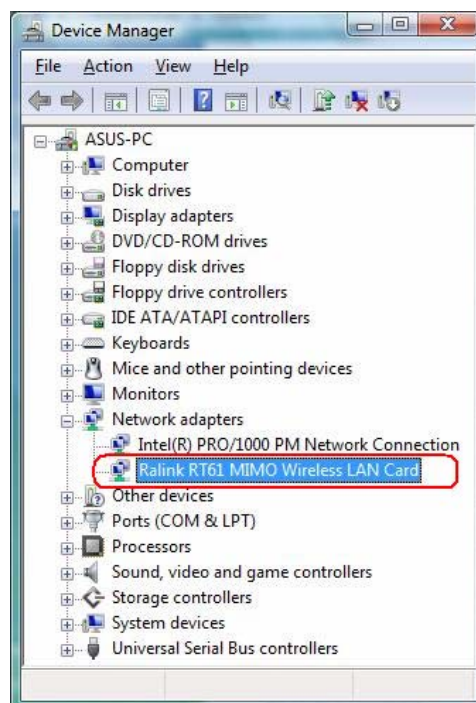 Device Manager
File Action View Help
ASUS-PC
Computer
Disk drives
Display adapters
DVD/CD-ROM drives
Floppy disk drives
Floppy drive controllers
IDE ATA/ATAPI controllers
Keyboards
Mice and other pointing devices
Monitors
Network adapters
Intel(R) PRO/1000 PM Network Connection
Ralink RT61 MIMO Wireless LAN Card
Other devices
Ports (COM & LPT)
Processors
Sound, video and game controllers
Storage controllers
System devices
Universal Serial Bus controllers